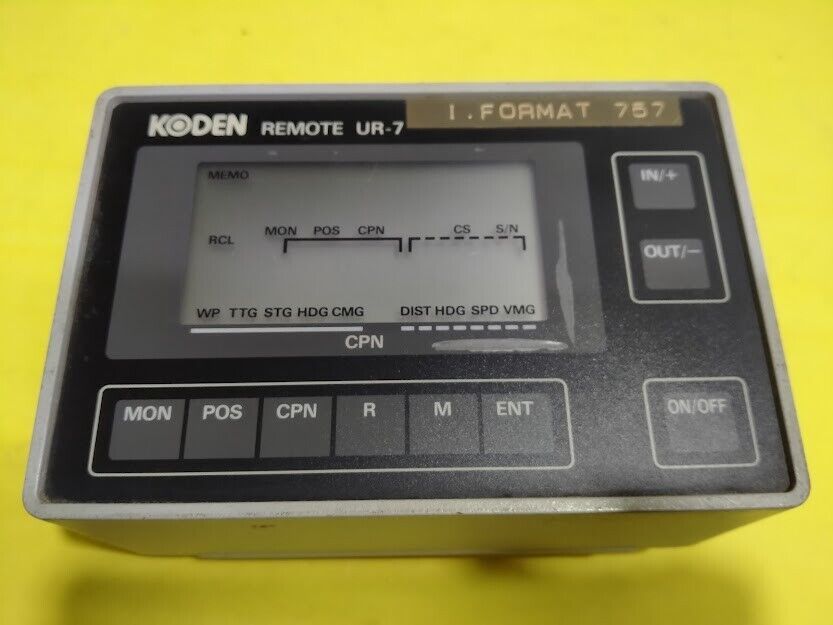 KODEN REMOTE UR-7 I.FORMAT 757
MEMO
IN/+
RCL MON POS CPN CS S/N
OUT/–
WP TTG STG HDG CMG DIST HDG SPD VMG
CPN
MON POS CPN R M ENT ON/OFF